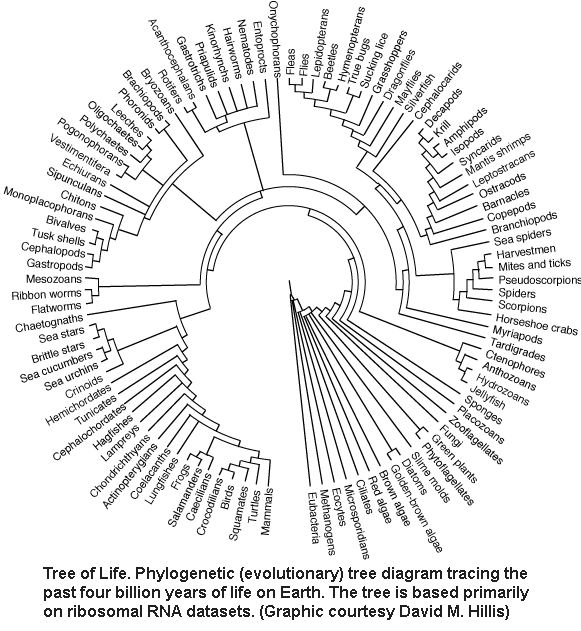 Onychophorans
Fleas
Flies
Lepidopterans
Beetles
Hymenopterans
True bugs
Sucking lice
Grasshoppers
Dragonflies
Mayflies
Silverfish
Cephalocarids
Decapods
Krill
Amphipods
Isopods
Syncarids
Mantis shrimps
Leptostracans
Ostracods
Barnacles
Copepods
Branchiopods
Sea spiders
Harvestmen
Mites and ticks
Pseudoscorpions
Spiders
Scorpions
Horseshoe crabs
Myriapods
Tardigrades
Ctenophores
Anthozoans
Hydrozoans
Jellyfish
Sponges
Placozoans
Zooflagellates
Fungi
Green plants
Phytoflagellates
Slime molds
Diatoms
Golden-brown algae
Brown algae
Red algae
Ciliates
Microsporidians
Eocytes
Methanogens
Eubacteria
Mammals
Turtles
Squamates
Birds
Crocodilians
Caecilians
Salamanders
Frogs
Lungfishes
Coelacanths
Actinopterygians
Chondrichthyans
Lampreys
Hagfishes
Cephalochordates
Tunicates
Hemichordates
Crinoids
Sea urchins
Sea cucumbers
Brittle stars
Sea stars
Chaetognaths
Flatworms
Ribbon worms
Mesozoans
Gastropods
Cephalopods
Tusk shells
Bivalves
Monoplacophorans
Chitons
Sipunculans
Echiurans
Vestimentifera
Pogonophorans
Polychaetes
Oligochaetes
Leeches
Phoronids
Brachiopods
Bryozoans
Rotifers
Acanthocephalans
Gastrotrichs
Priapulids
Kinorhynchs
Hairworms
Nematodes
Entoprocts
Tree of Life. Phylogenetic (evolutionary) tree diagram tracing the
past four billion years of life on Earth. The tree is based primarily
on ribosomal RNA datasets. (Graphic courtesy David M. Hillis)